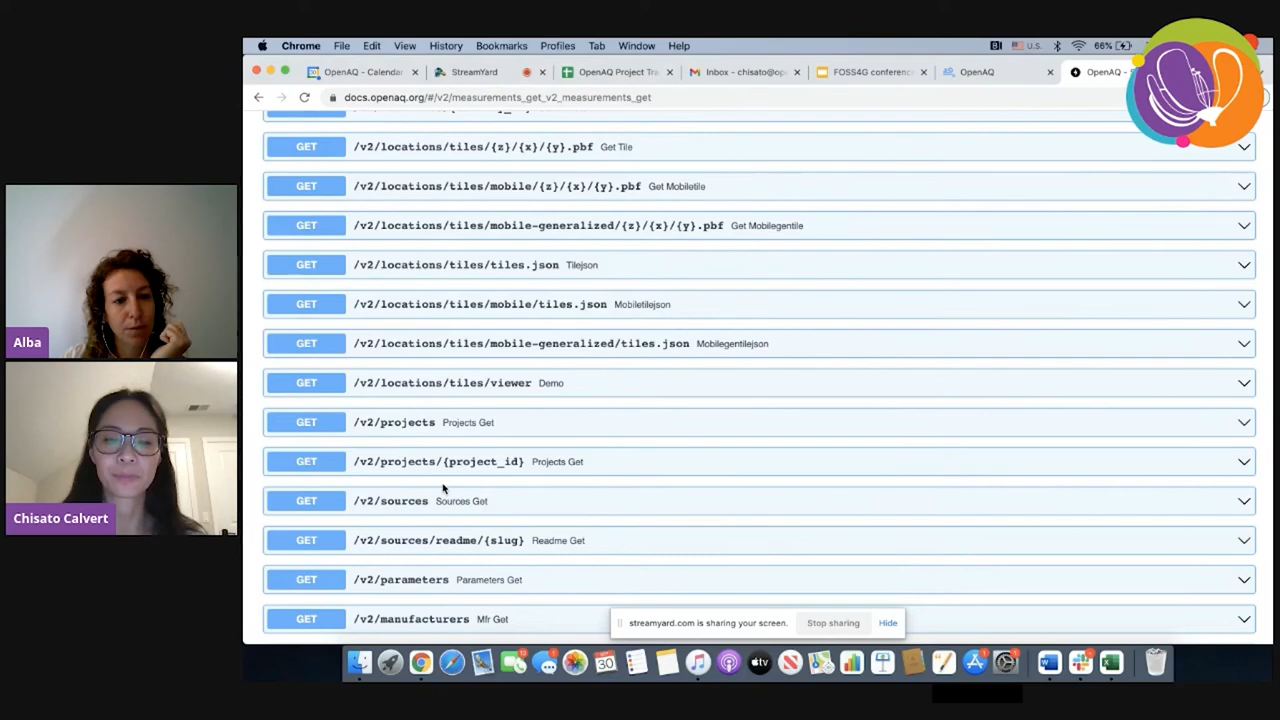 Chrome File Edit View History Bookmarks Profiles Tab Window Help U.S. 66%
OpenAQ - Calenda StreamYard OpenAQ Project Tra Inbox – chisato@op FOSS4G conference OpenAQ OpenAQ - S
docs.openaq.org/#/v2/measurements_get_v2_measurements_get
GET /v2/locations/tiles/{z}/{x}/{y}.pbf Get Tile
GET /v2/locations/tiles/mobile/{z}/{x}/{y}.pbf Get Mobiletile
GET /v2/locations/tiles/mobile-generalized/{z}/{x}/{y}.pbf Get Mobilegentile
GET /v2/locations/tiles/tiles.json Tilejson
GET /v2/locations/tiles/mobile/tiles.json Mobiletilejson
GET /v2/locations/tiles/mobile-generalized/tiles.json Mobilegentilejson
GET /v2/locations/tiles/viewer Demo
GET /v2/projects Projects Get
GET /v2/projects/{project_id} Projects Get
GET /v2/sources Sources Get
GET /v2/sources/readme/{slug} Readme Get
GET /v2/parameters Parameters Get
GET /v2/manufacturers Mfr Get
streamyard.com is sharing your screen. Stop sharing Hide
Alba
Chisato Calvert
SEP
30